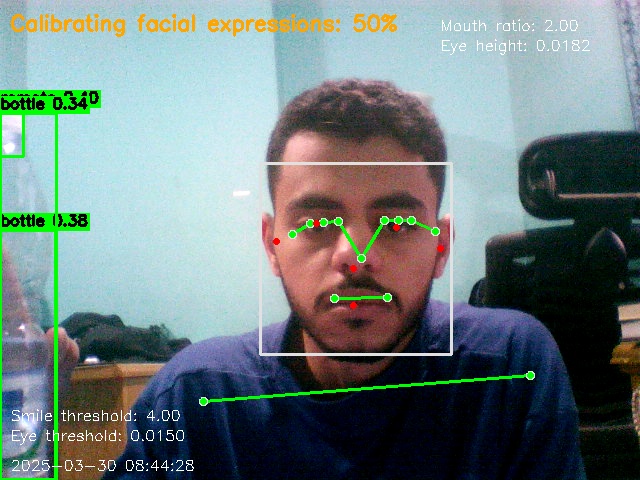 Calibrating facial expressions: 50%
Mouth ratio: 2.00
Eye height: 0.0182
bottle 0.34
bottle 0.38
Smile threshold: 4.00
Eye threshold: 0.0150
2025-03-30 08:44:28